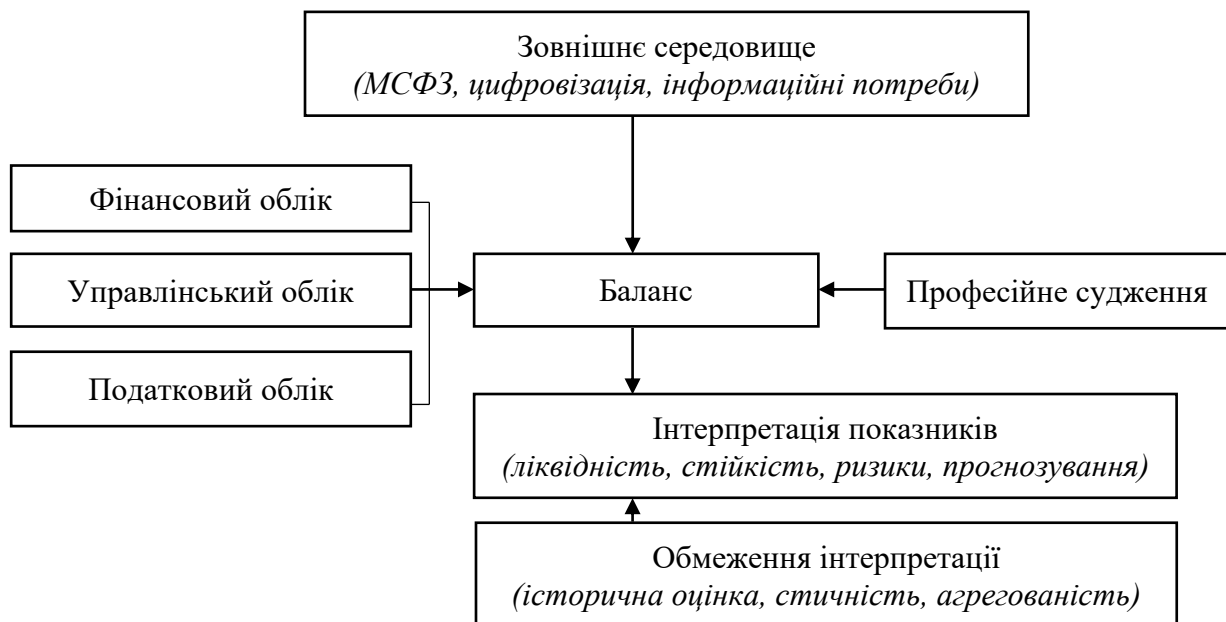 Зовнішнє середовище
(МСФЗ, цифровізація, інформаційні потреби)
Фінансовий облік
Управлінський облік
Баланс
Професійне судження
Податковий облік
Інтерпретація показників
(ліквідність, стійкість, ризики, прогнозування)
Обмеження інтерпретації
(історична оцінка, стичність, агрегованість)